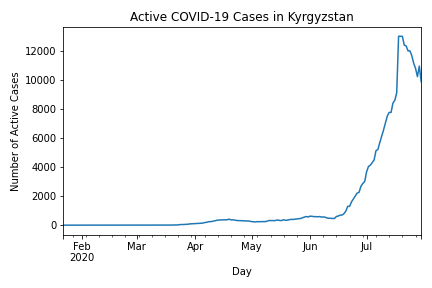 Active COVID-19 Cases in Kyrgyzstan
12000
10000
8000
6000
4000
2000
0
Number of Active Cases
Feb Mar Apr May Jun Jul
2020
Day